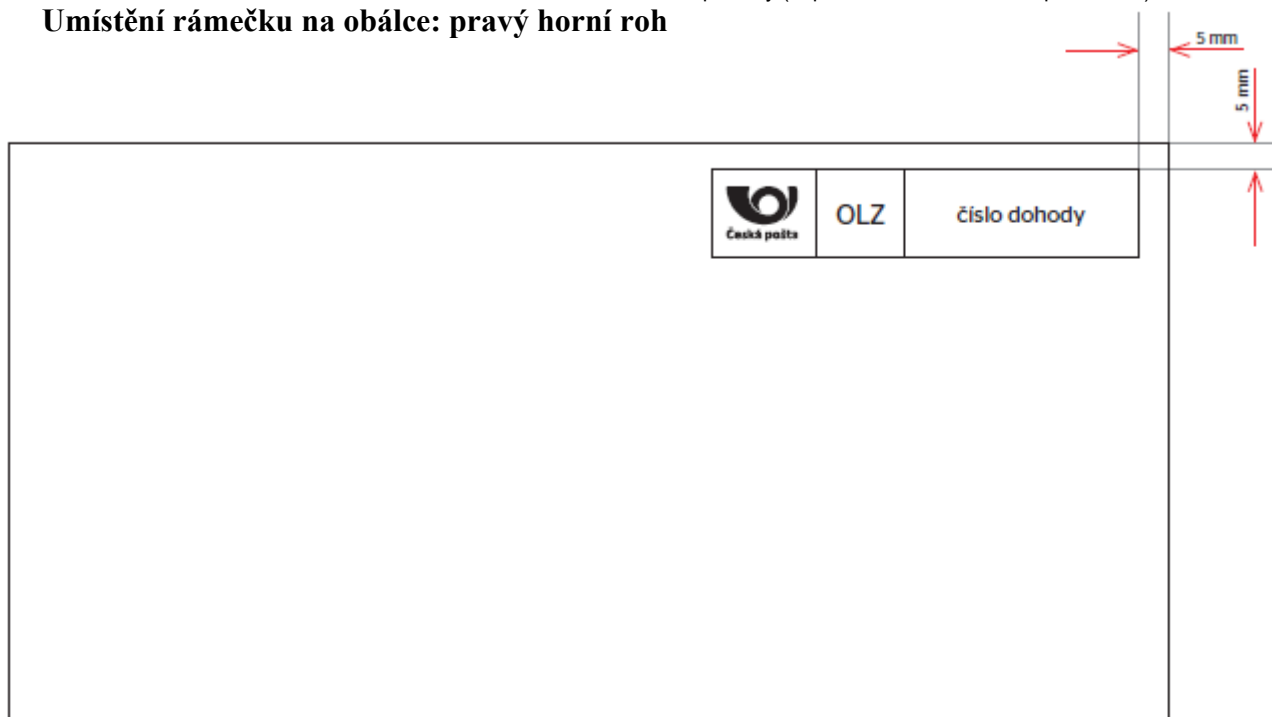 Umístění rámečku na obálce: pravý horní roh
5 mm
5 mm
Česká pošta
OLZ
číslo dohody